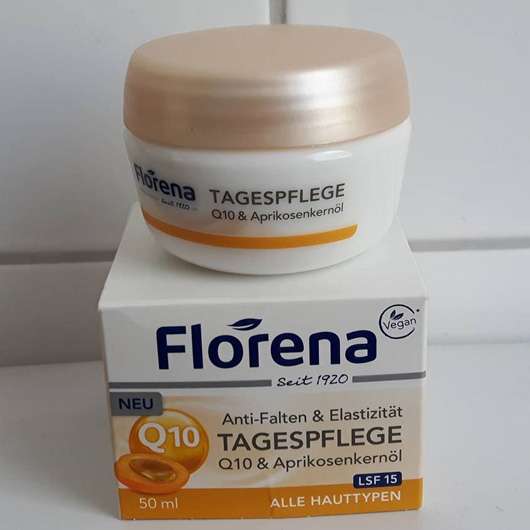 Florena
Seit 1920
TAGESPFLEGE
Q10 & Aprikosenkernöl
Vegan
Florena
Seit 1920
NEU
Anti-Falten & Elastizität
Q10
TAGESPFLEGE
Q10 & Aprikosenkernöl
LSF 15
50 ml
ALLE HAUTTYPEN